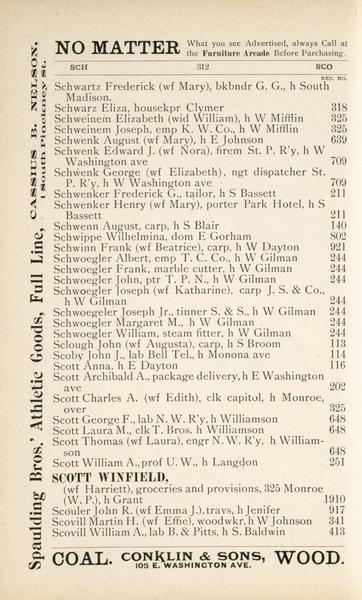 NO MATTER
What you see Advertised, always Call at
the Furniture Arcade Before Purchasing.
SCH 312 SCO
RES. NO.
Schwartz Frederick (wf Mary), bkbndr G. G., h South
Madison.
Schwarz Eliza, housekpr Clymer 318
Schweinem Elizabeth (wid William), h W Mifflin 325
Schweinem Joseph, emp K. W. Co., h W Mifflin 325
Schwenk August (wf Mary), h E Johnson 639
Schwenk Edward J. (wf Nora), firem St. P. R'y, h W
Washington ave 709
Schwenk George (wf Elizabeth), ngt dispatcher St.
P. R'y, h W Washington ave 709
Schwenker Frederick G., tailor, h S Bassett 211
Schwenker Henry (wf Mary), porter Park Hotel, h S
Bassett 211
Schwenn August, carp, h S Blair 140
Schwippe Wilhelmina, dom E Gorham 802
Schwinn Frank (wf Beatrice), carp, h W Dayton 921
Schwoegler Albert, emp T. C. Co., h W Gilman 244
Schwoegler Frank, marble cutter, h W Gilman 244
Schwoegler John, ptr T. P. N., h W Gilman 244
Schwoegler Joseph (wf Katharine), carp J. S. & Co.,
h W Gilman 244
Schwoegeler Joseph Jr., tinner S. & S., h W Gilman 244
Schwoegler Margaret M., h W Gilman 244
Schwoegler William, steam fitter, h W Gilman 244
Sclough John (wf Augusta), carp, h S Broom 113
Scoby John J., lab Bell Tel., h Monona ave 114
Scott Anna, h E Dayton 116
Scott Archibald A., package delivery, h E Washington
ave 202
Scott Charles A. (wf Edith), clk capitol, h Monroe,
over 325
Scott George F., lab N. W. R'y, h Williamson 648
Scott Laura M., clk T. Bros. h Williamson 648
Scott Thomas (wf Laura), engr N. W. R'y, h William-
son 648
Scott William A., prof U. W., h Langdon 251
SCOTT WINFIELD,
(wf Harriett), groceries and provisions, 325 Monroe
(W. P.), h Grant 1910
Scouler John R. (wf Emma J.), travs, h Jenifer 917
Scovill Martin H. (wf Effie), woodwkr, h W Johnson 341
Scovill William A., lab B. & Pitts, h S. Baldwin 413
COAL. CONKLIN & SONS, WOOD.
105 E. WASHINGTON AVE.
Spaulding Bros.' Athletic Goods, Full Line, CASSIUS B. NELSON,
1 South Pinckney St.